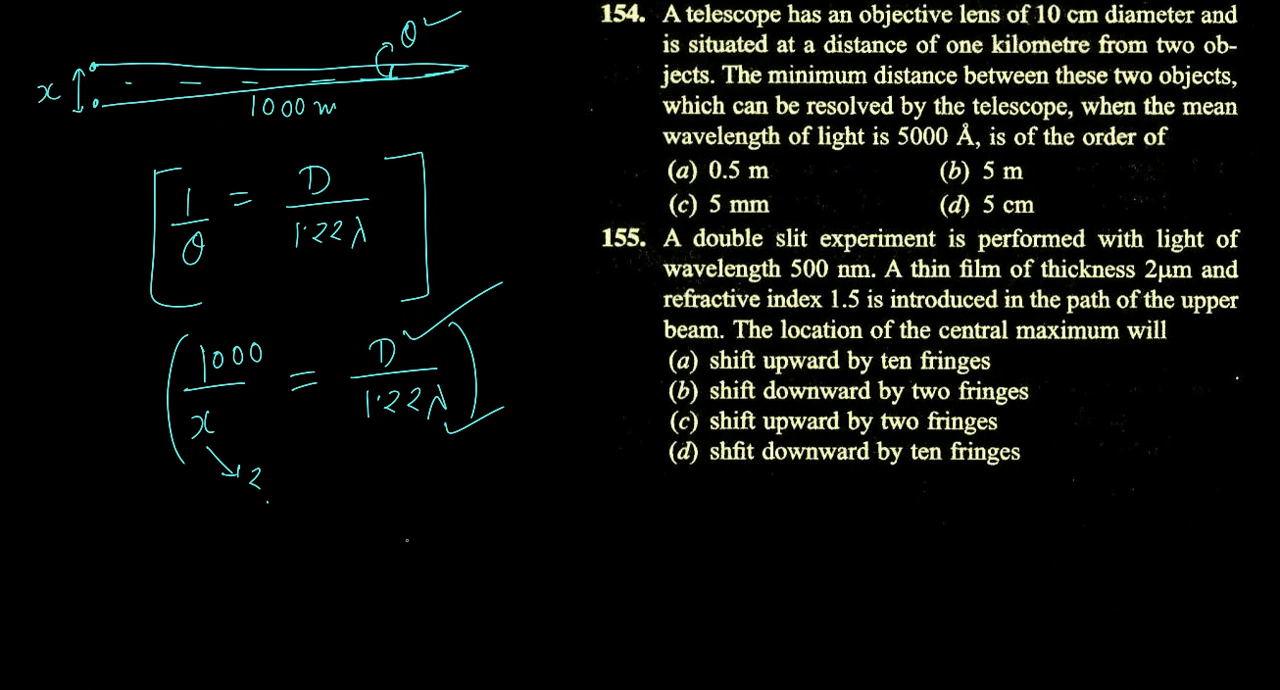 θ
x
1000 m
1/θ = D/1.22λ
1000/x = D/1.22λ
?
154. A telescope has an objective lens of 10 cm diameter and
is situated at a distance of one kilometre from two ob-
jects. The minimum distance between these two objects,
which can be resolved by the telescope, when the mean
wavelength of light is 5000 Å, is of the order of
(a) 0.5 m (b) 5 m
(c) 5 mm (d) 5 cm
155. A double slit experiment is performed with light of
wavelength 500 nm. A thin film of thickness 2μm and
refractive index 1.5 is introduced in the path of the upper
beam. The location of the central maximum will
(a) shift upward by ten fringes
(b) shift downward by two fringes
(c) shift upward by two fringes
(d) shfit downward by ten fringes